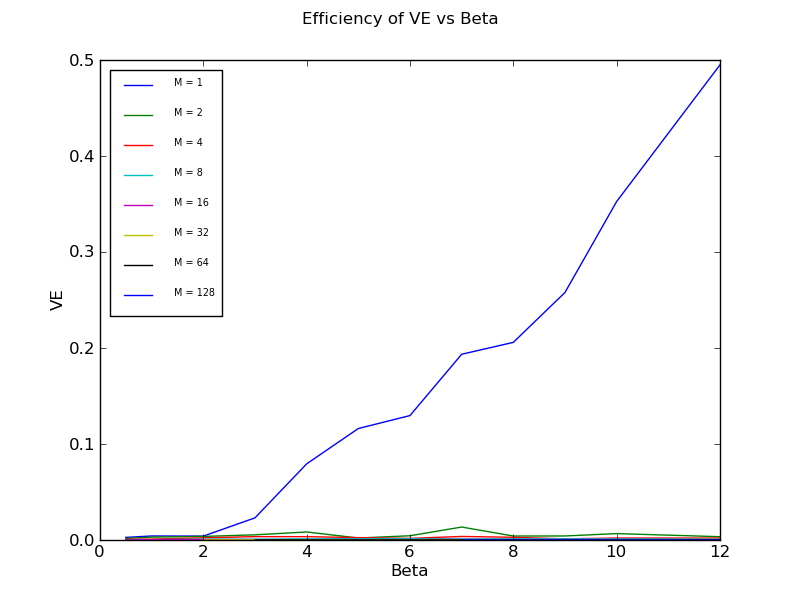 Efficiency of VE vs Beta
0.5
0.4
0.3
0.2
0.1
0.0
VE
M = 1
M = 2
M = 4
M = 8
M = 16
M = 32
M = 64
M = 128
0 2 4 6 8 10 12
Beta